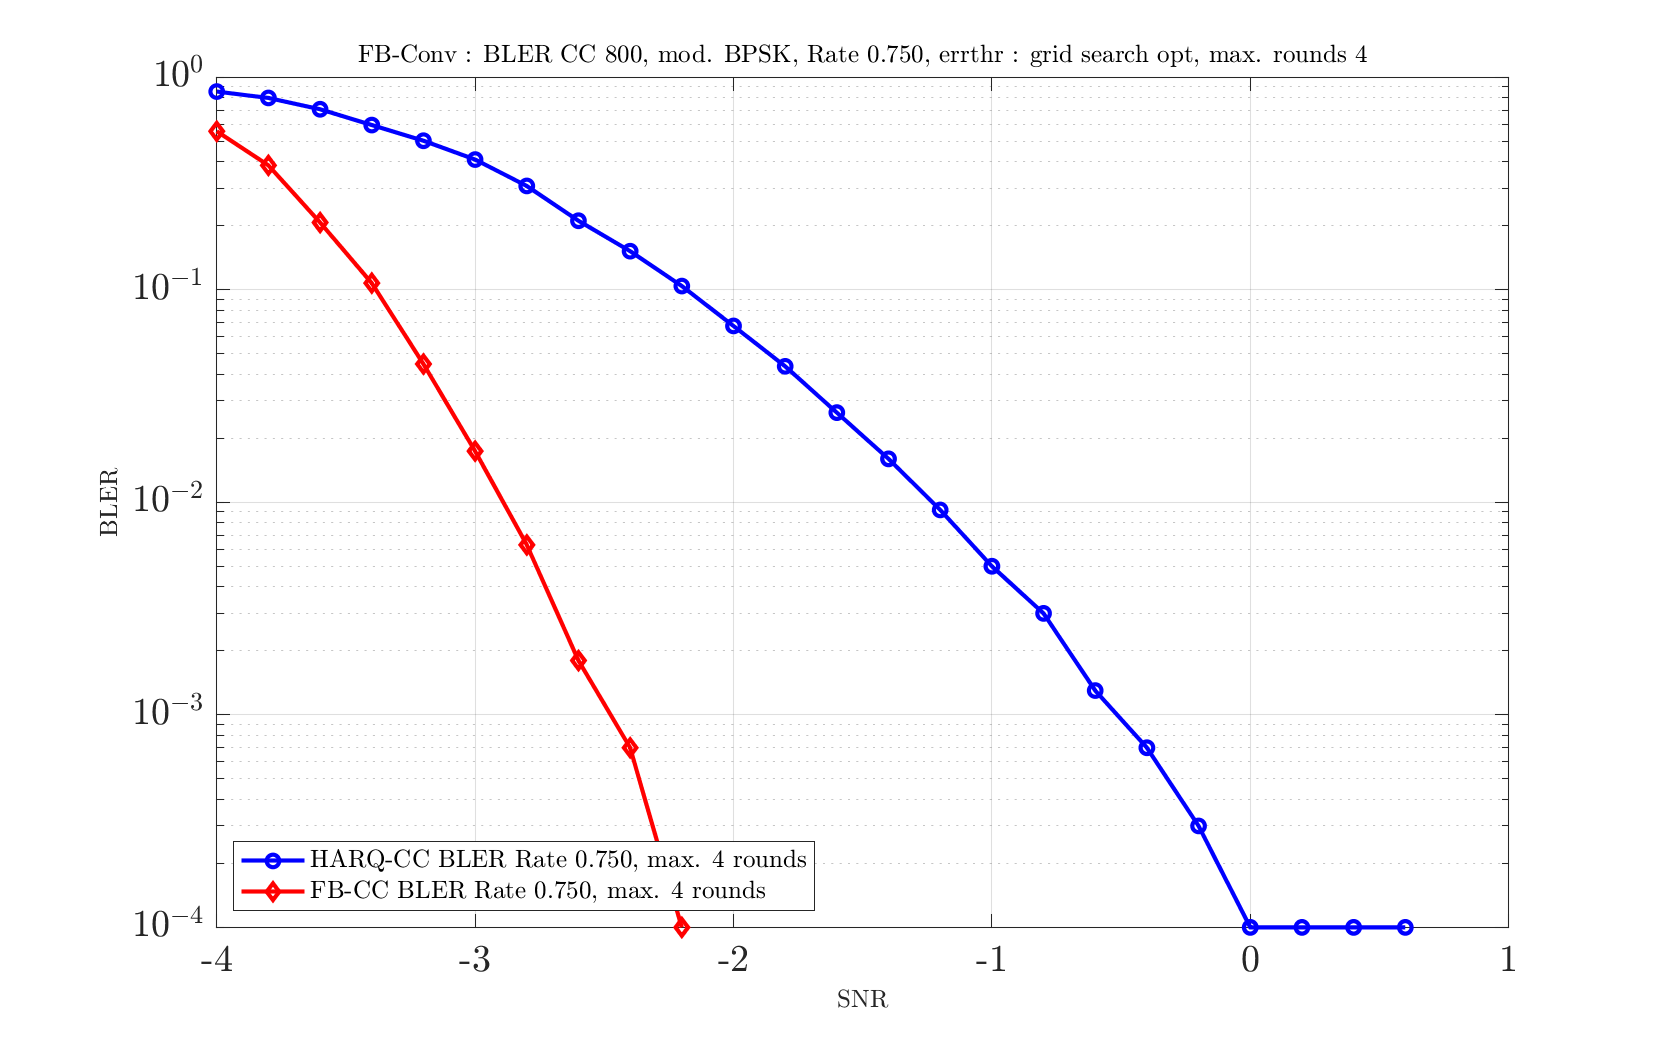 FB-Conv : BLER CC 800, mod. BPSK, Rate 0.750, errthr : grid search opt, max. rounds 4
10^0
10^-1
10^-2
10^-3
10^-4
BLER
HARQ-CC BLER Rate 0.750, max. 4 rounds
FB-CC BLER Rate 0.750, max. 4 rounds
-4 -3 -2 -1 0 1
SNR